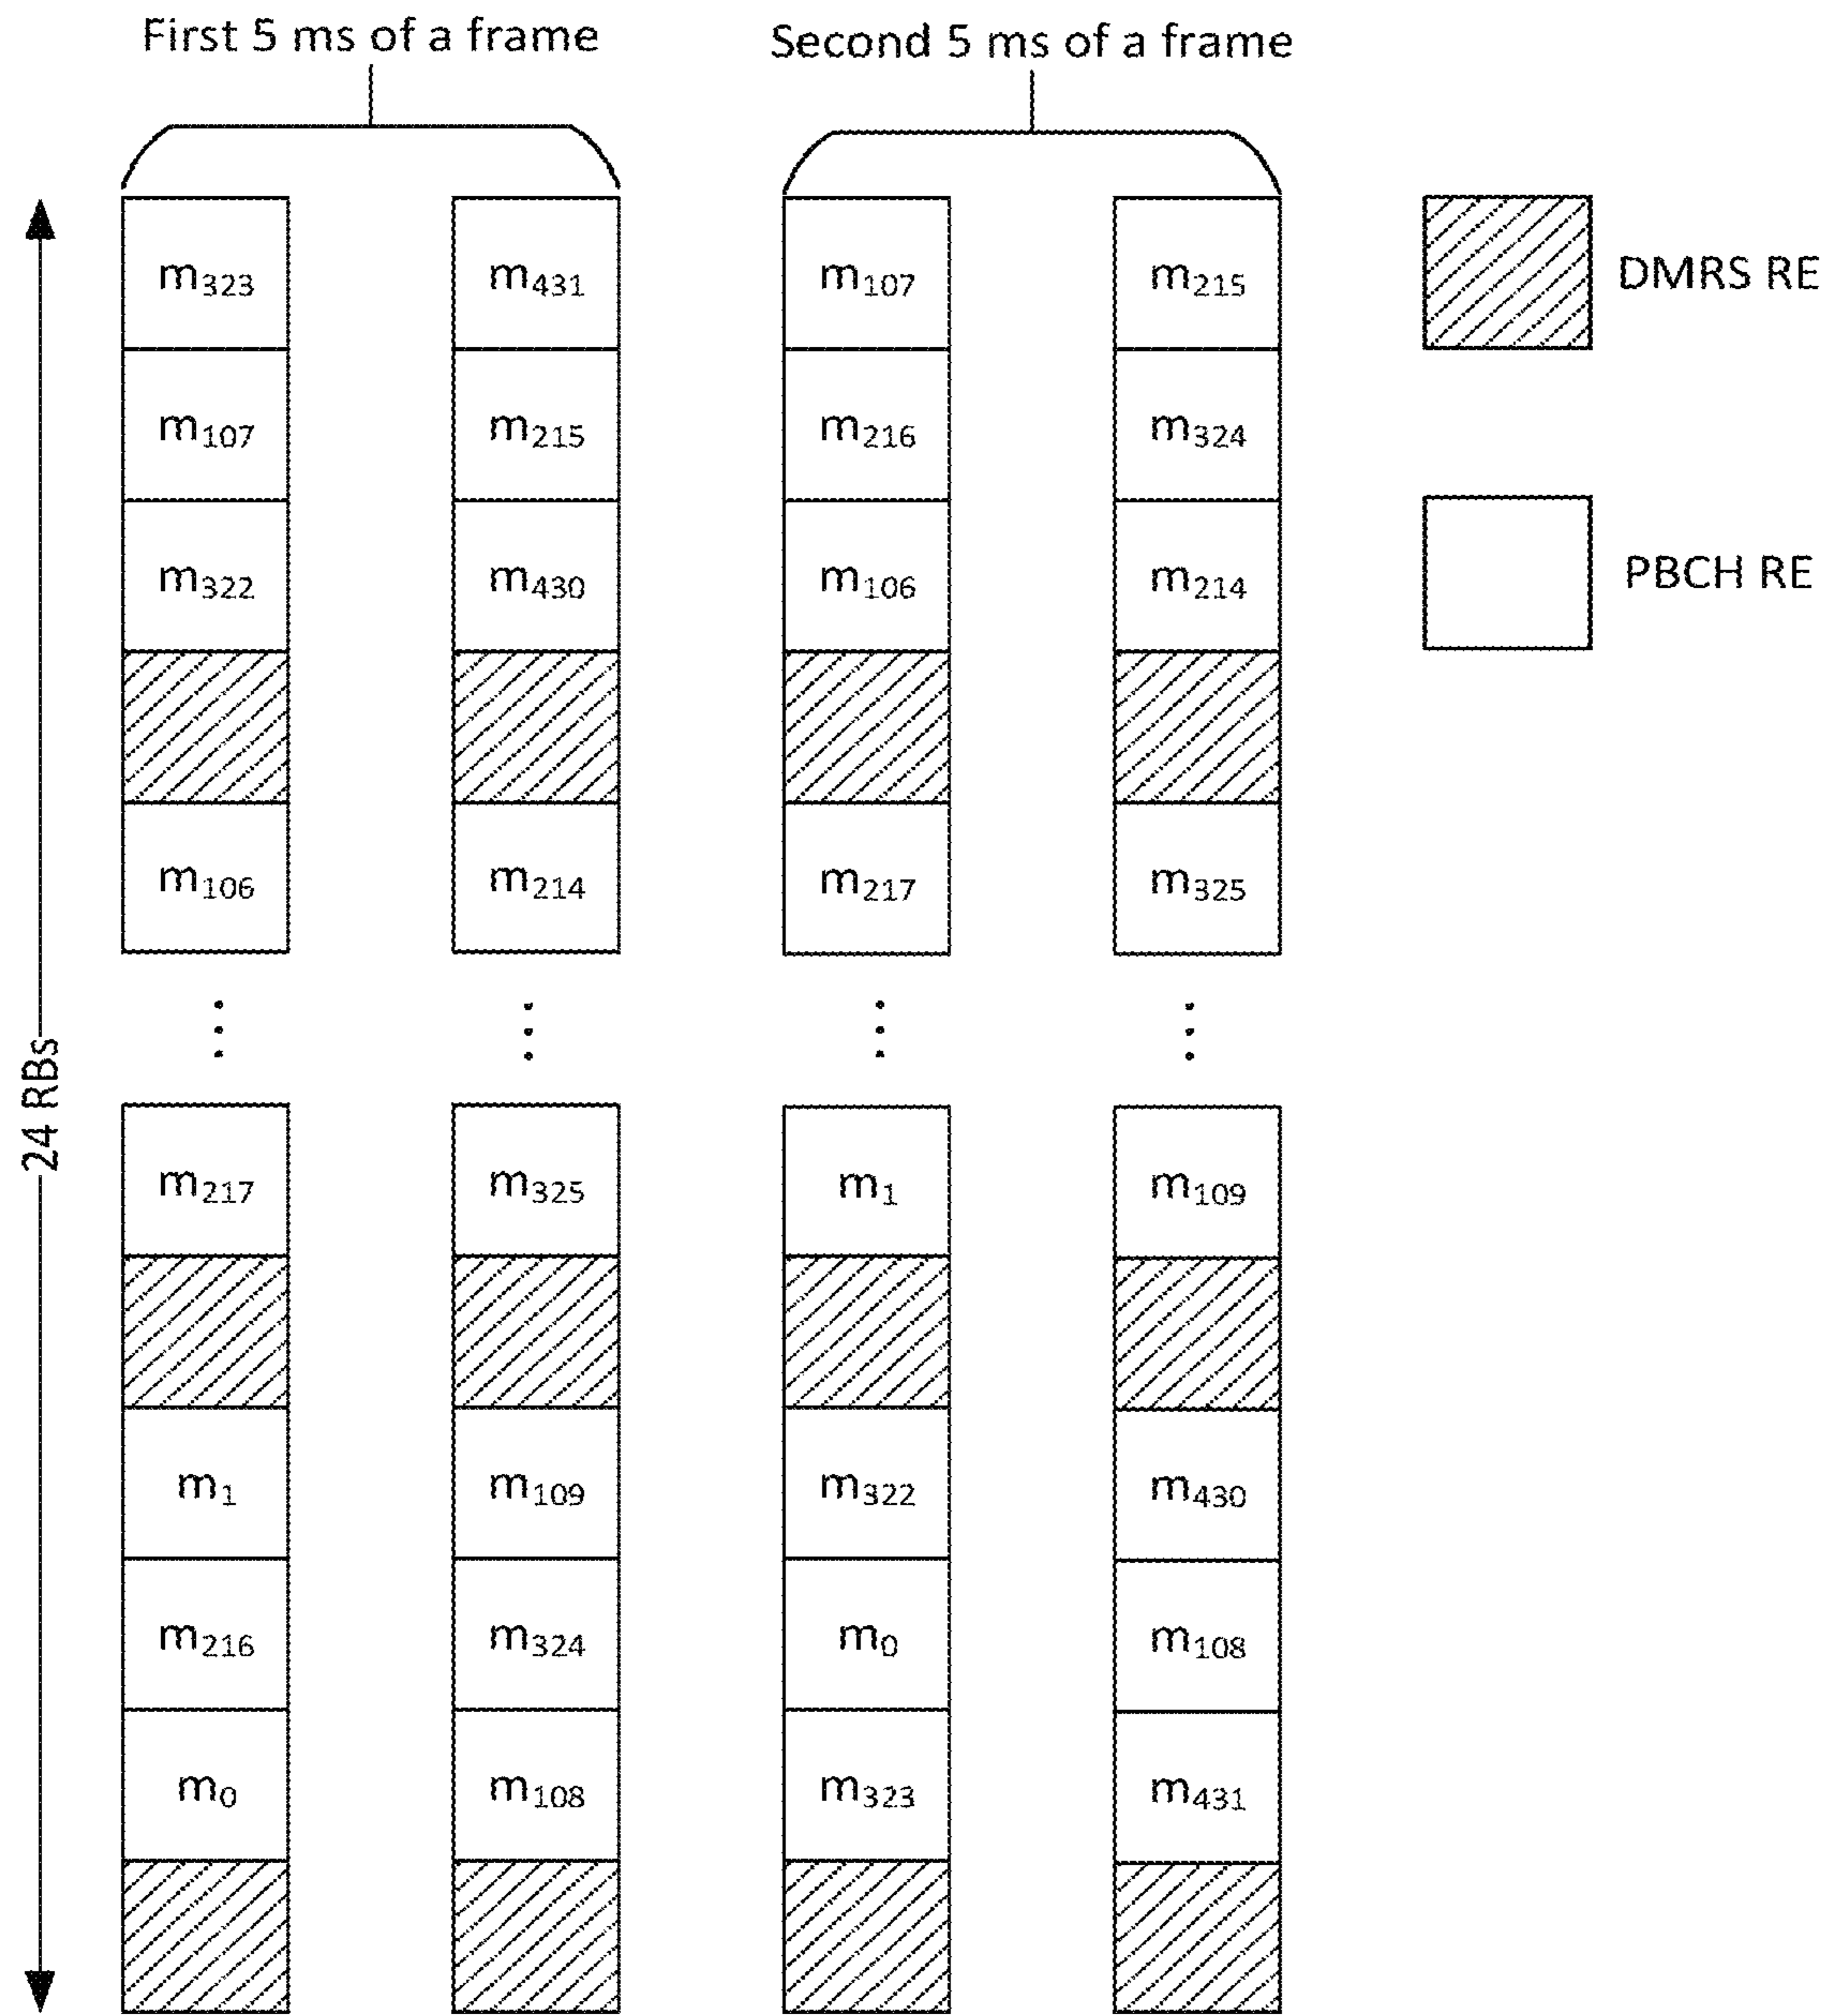 First 5 ms of a frame
Second 5 ms of a frame
m323 m431 m107 m215 DMRS RE
m107 m215 m216 m324
m322 m430 m106 m214 PBCH RE
m106 m214 m217 m325
24 RBs
m217 m325 m1 m109
m1 m109 m322 m430
m216 m324 m0 m108
m0 m108 m323 m431